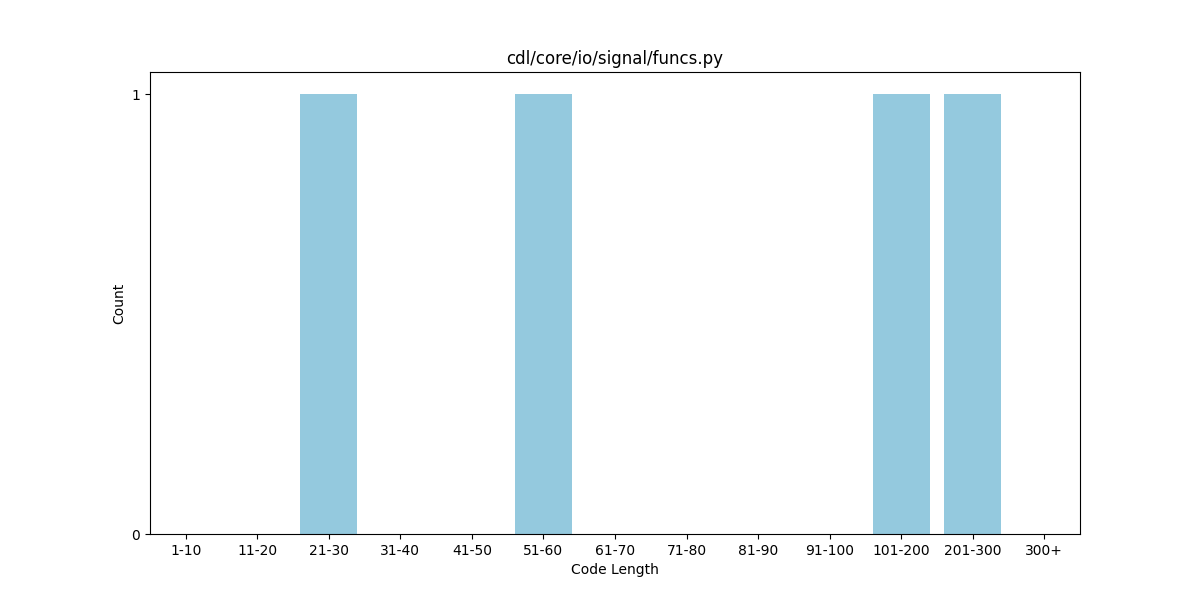 cdl/core/io/signal/funcs.py
1
Count
0
1-10 11-20 21-30 31-40 41-50 51-60 61-70 71-80 81-90 91-100 101-200 201-300 300+
Code Length